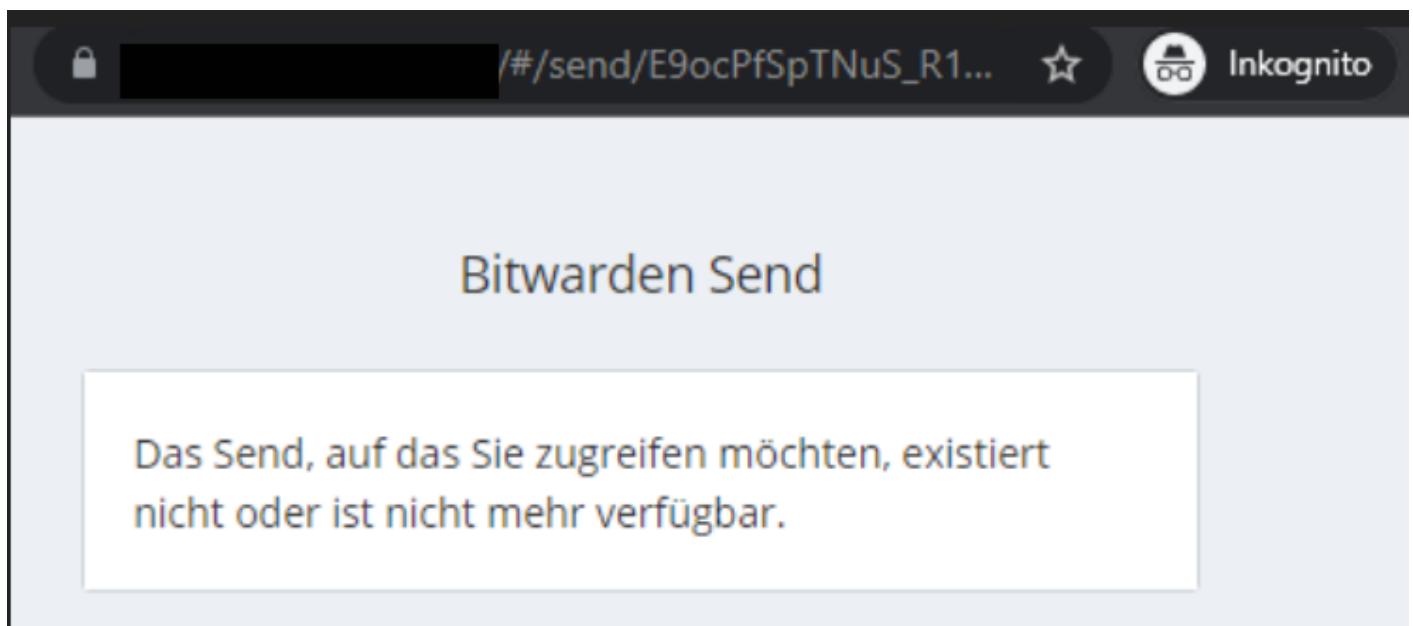 /#/send/E9ocPfSpTNuS_R1...
Inkognito
Bitwarden Send
Das Send, auf das Sie zugreifen möchten, existiert
nicht oder ist nicht mehr verfügbar.